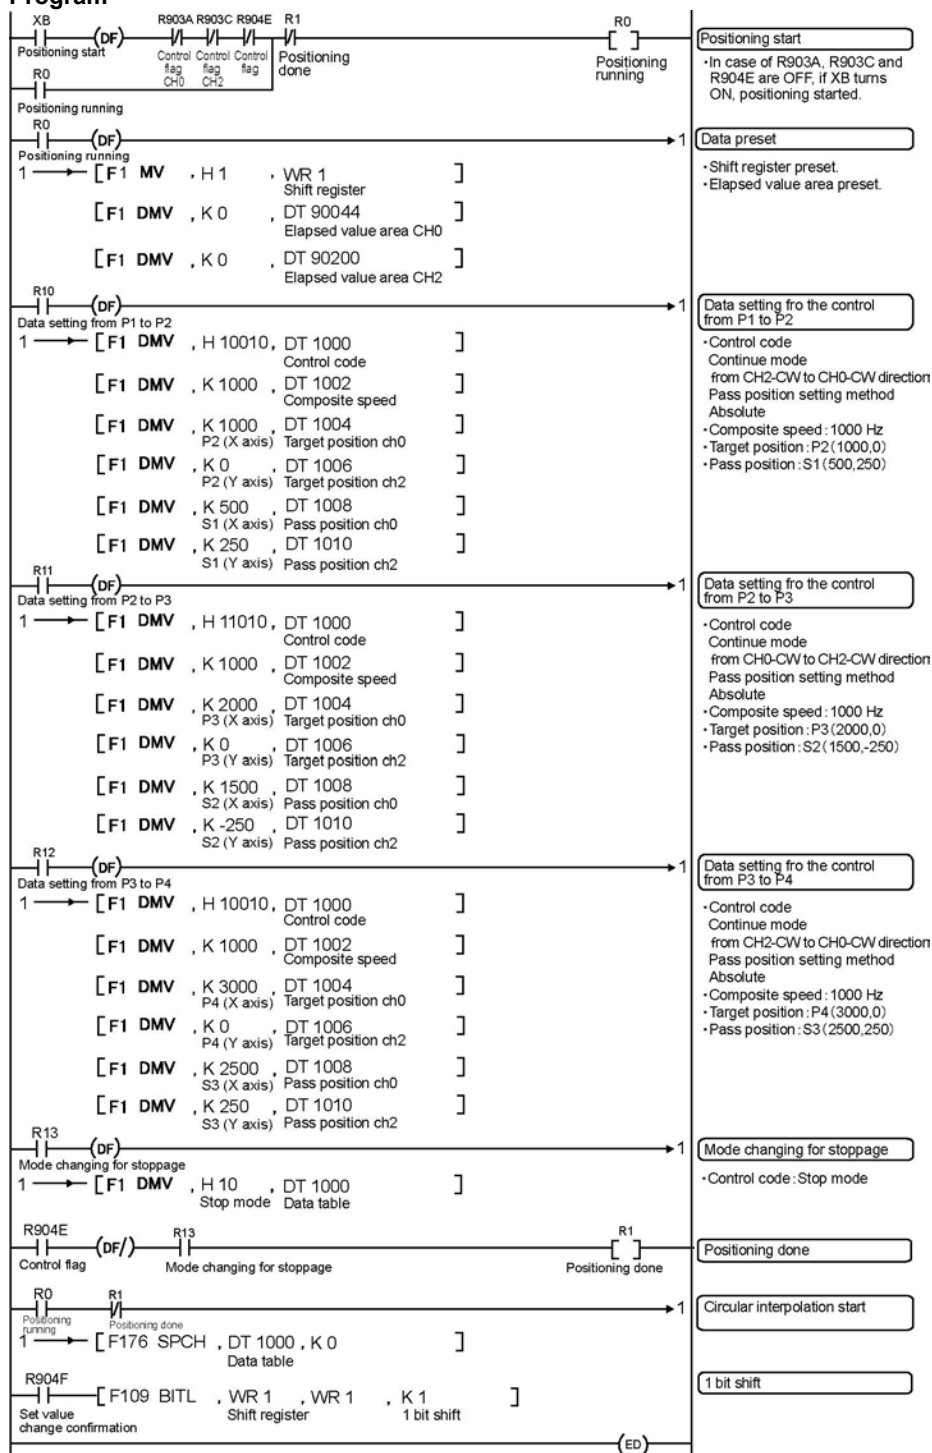 Program
XB R903A R903C R904E R1 R0
(DF)
Positioning start Control flag CH0 Control flag CH2 Control flag Positioning done Positioning running
R0
Positioning running
Positioning start
・In case of R903A, R903C and
R904E are OFF, if XB turns
ON, positioning started.
R0
(DF) 1
Positioning running
1 [F1 MV , H 1 , WR 1 ]
Shift register
[F1 DMV , K 0 , DT 90044 ]
Elapsed value area CH0
[F1 DMV , K 0 , DT 90200 ]
Elapsed value area CH2
Data preset
・Shift register preset.
・Elapsed value area preset.
R10
(DF) 1
Data setting from P1 to P2
1 [F1 DMV , H 10010, DT 1000 ]
Control code
[F1 DMV , K 1000 , DT 1002 ]
Composite speed
[F1 DMV , K 1000 , DT 1004 ]
P2 (X axis) Target position ch0
[F1 DMV , K 0 , DT 1006 ]
P2 (Y axis) Target position ch2
[F1 DMV , K 500 , DT 1008 ]
S1 (X axis) Pass position ch0
[F1 DMV , K 250 , DT 1010 ]
S1 (Y axis) Pass position ch2
Data setting fro the control
from P1 to P2
・Control code
Continue mode
from CH2-CW to CH0-CW direction
Pass position setting method
Absolute
・Composite speed : 1000 Hz
・Target position : P2(1000,0)
・Pass position : S1(500,250)
R11
(DF) 1
Data setting from P2 to P3
1 [F1 DMV , H 11010, DT 1000 ]
Control code
[F1 DMV , K 1000 , DT 1002 ]
Composite speed
[F1 DMV , K 2000 , DT 1004 ]
P3 (X axis) Target position ch0
[F1 DMV , K 0 , DT 1006 ]
P3 (Y axis) Target position ch2
[F1 DMV , K 1500 , DT 1008 ]
S2 (X axis) Pass position ch0
[F1 DMV , K -250 , DT 1010 ]
S2 (Y axis) Pass position ch2
Data setting fro the control
from P2 to P3
・Control code
Continue mode
from CH0-CW to CH2-CW direction
Pass position setting method
Absolute
・Composite speed : 1000 Hz
・Target position : P3(2000,0)
・Pass position : S2(1500,-250)
R12
(DF) 1
Data setting from P3 to P4
1 [F1 DMV , H 10010, DT 1000 ]
Control code
[F1 DMV , K 1000 , DT 1002 ]
Composite speed
[F1 DMV , K 3000 , DT 1004 ]
P4 (X axis) Target position ch0
[F1 DMV , K 0 , DT 1006 ]
P4 (Y axis) Target position ch2
[F1 DMV , K 2500 , DT 1008 ]
S3 (X axis) Pass position ch0
[F1 DMV , K 250 , DT 1010 ]
S3 (Y axis) Pass position ch2
Data setting fro the control
from P3 to P4
・Control code
Continue mode
from CH2-CW to CH0-CW direction
Pass position setting method
Absolute
・Composite speed : 1000 Hz
・Target position : P4(3000,0)
・Pass position : S3(2500,250)
R13
(DF) 1
Mode changing for stoppage
1 [F1 DMV , H 10 , DT 1000 ]
Stop mode Data table
Mode changing for stoppage
・Control code : Stop mode
R904E R13 R1
(DF/)
Control flag Mode changing for stoppage Positioning done
Positioning done
R0 R1
1
Positioning running Positioning done
1 [F176 SPCH , DT 1000 , K 0 ]
Data table
Circular interpolation start
R904F
[F109 BITL , WR 1 , WR 1 , K 1 ]
Shift register 1 bit shift
Set value
change confirmation
1 bit shift
(ED)